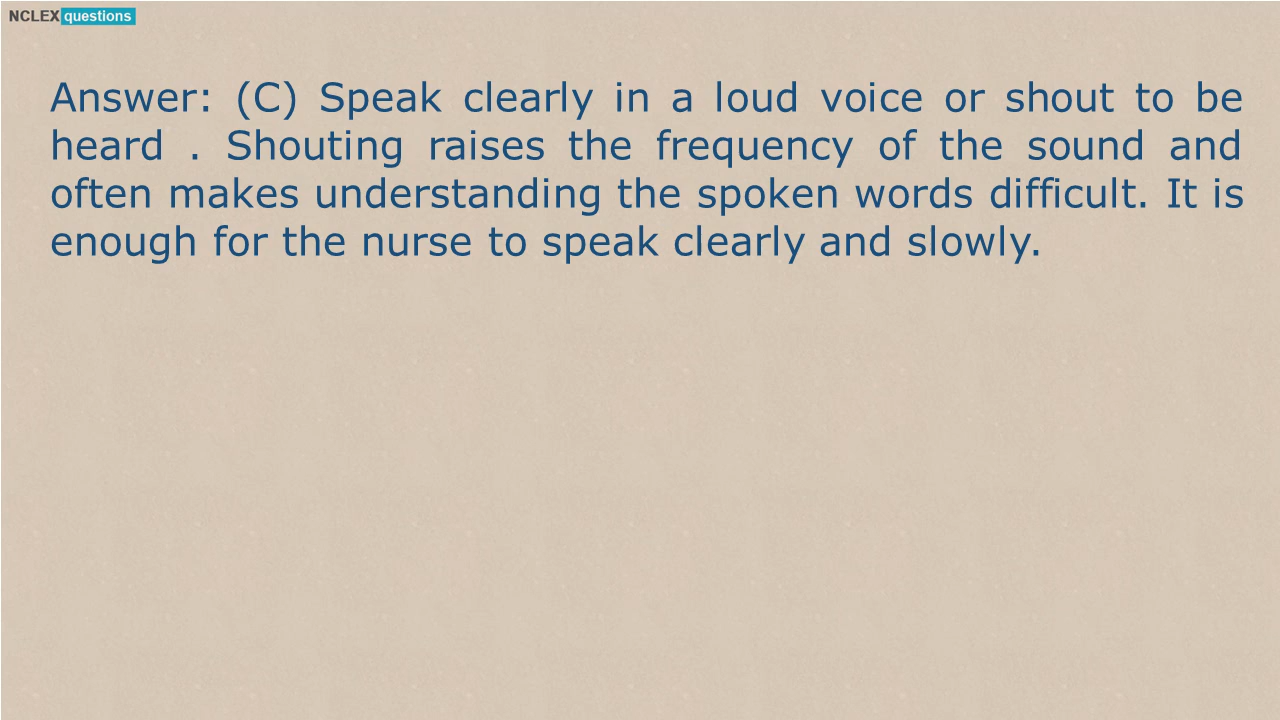 NCLEX questions
Answer: (C) Speak clearly in a loud voice or shout to be
heard . Shouting raises the frequency of the sound and
often makes understanding the spoken words difficult. It is
enough for the nurse to speak clearly and slowly.